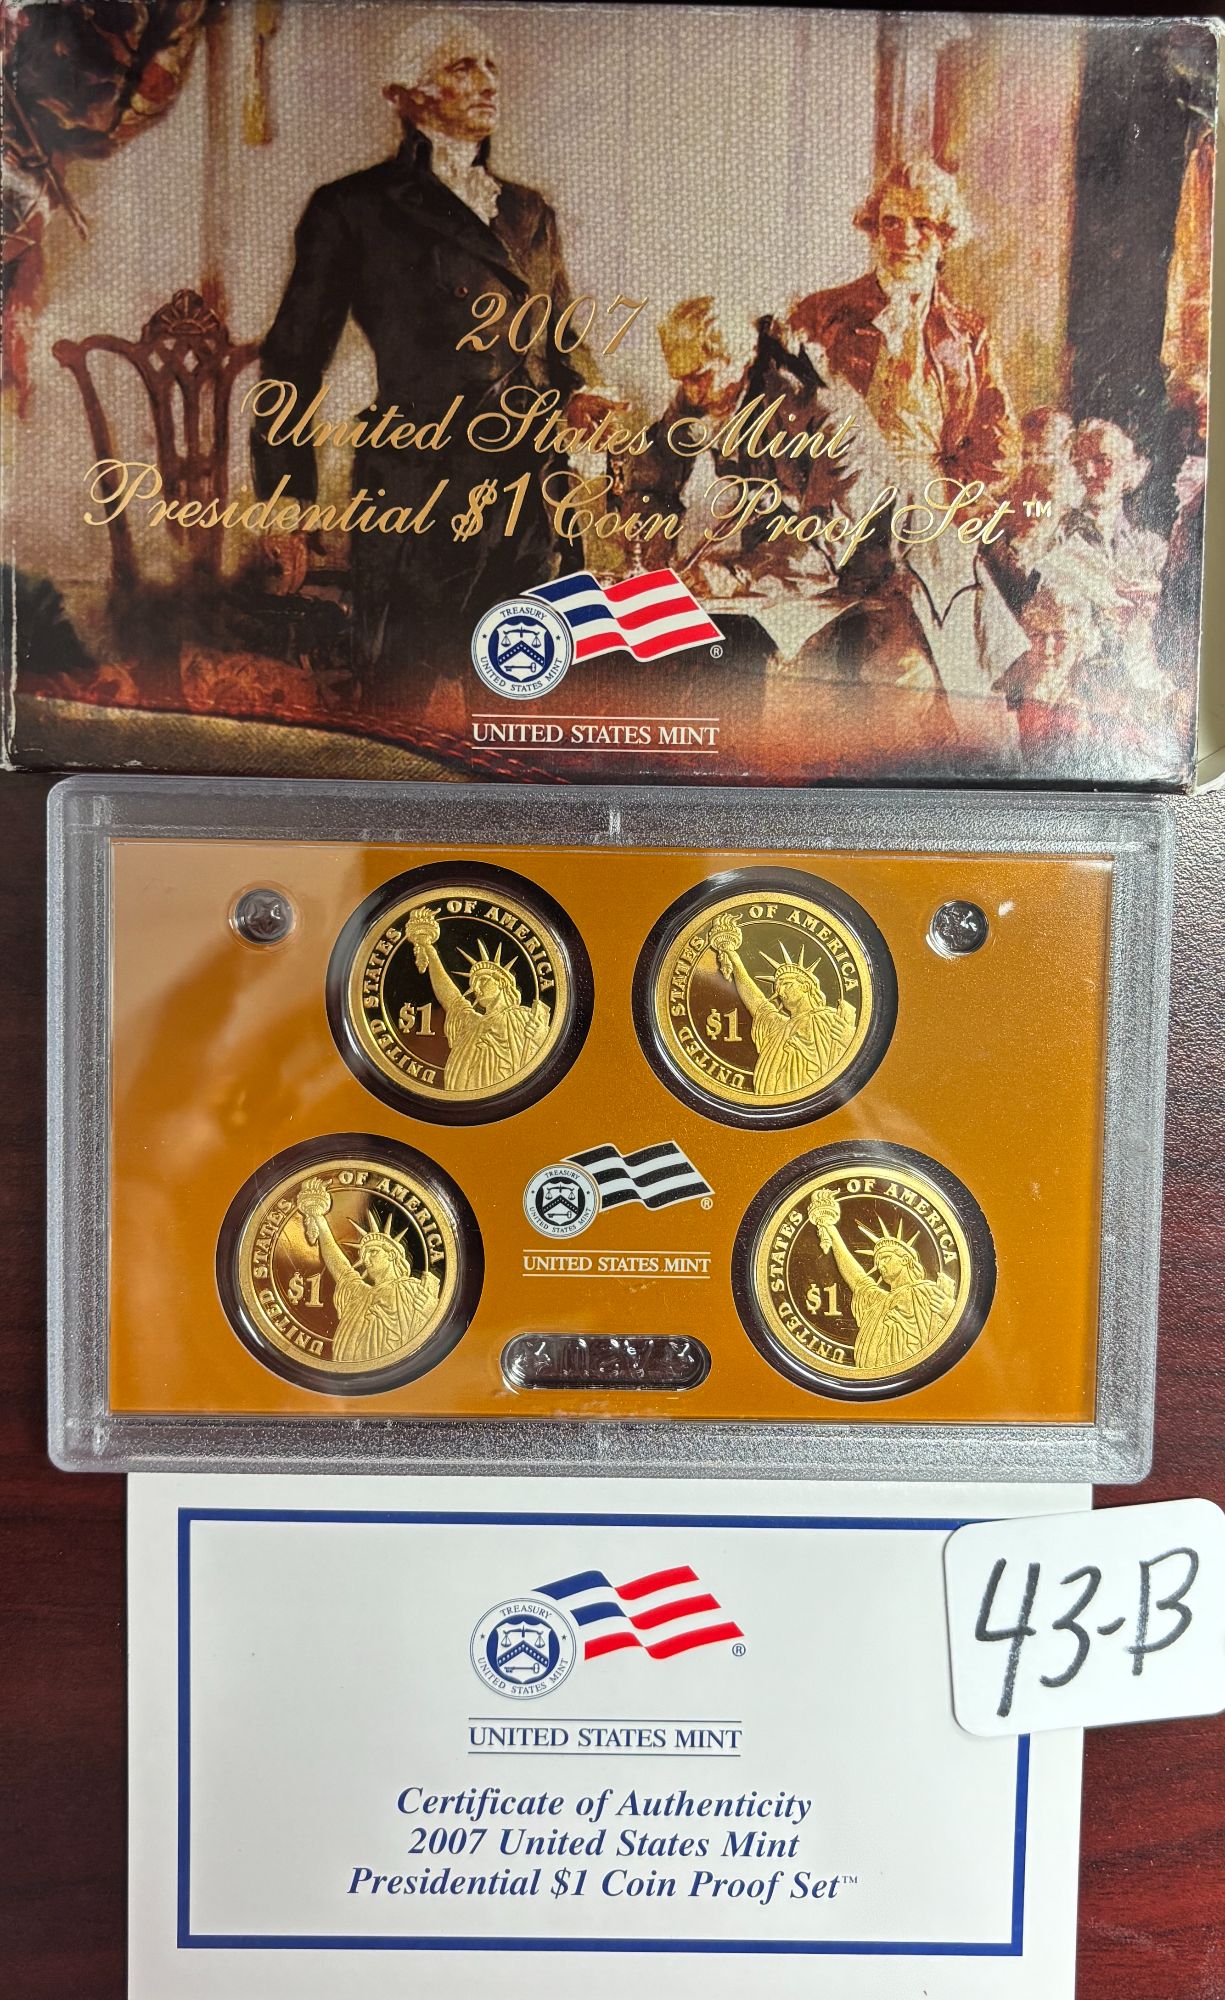 2007
United States Mint
Presidential $1 Coin Proof Set™
TREASURY
UNITED STATES MINT
®
UNITED STATES MINT
UNITED STATES OF AMERICA
$1
UNITED STATES OF AMERICA
$1
UNITED STATES OF AMERICA
$1
UNITED STATES OF AMERICA
$1
TREASURY
UNITED STATES MINT
®
UNITED STATES MINT
43-B
TREASURY
UNITED STATES MINT
®
UNITED STATES MINT
Certificate of Authenticity
2007 United States Mint
Presidential $1 Coin Proof Set™